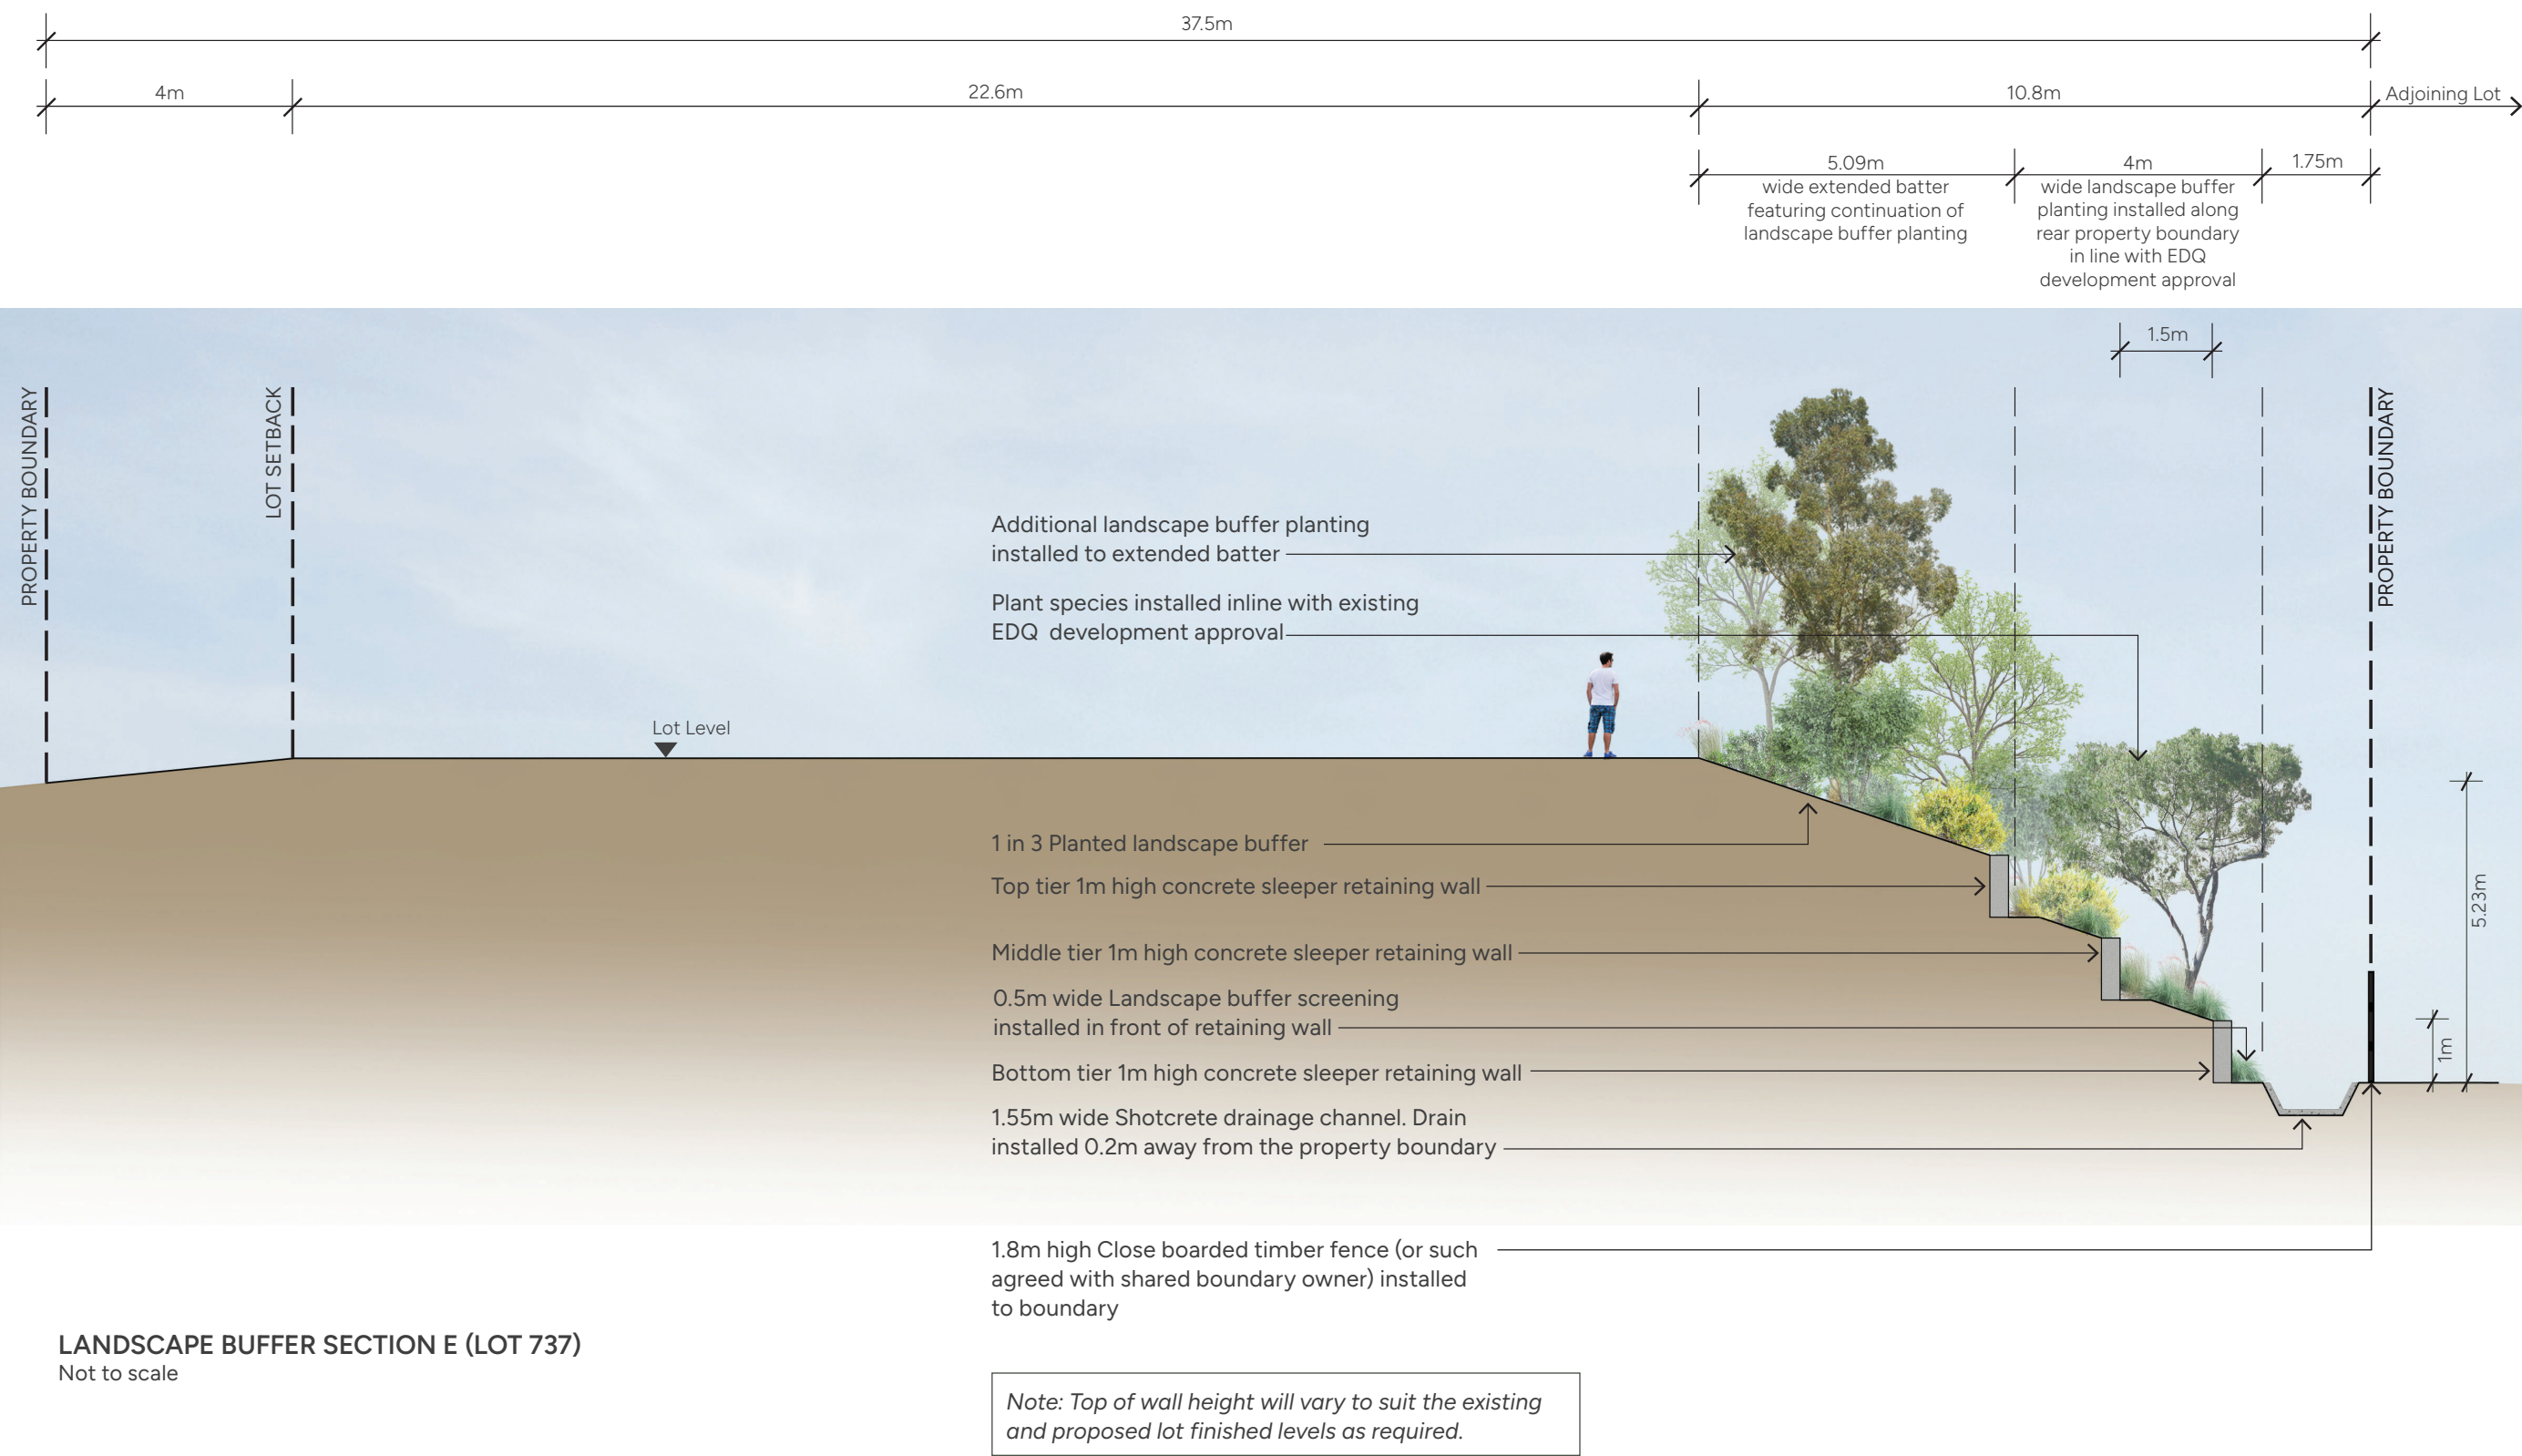 37.5m
4m
22.6m
10.8m
Adjoining Lot
5.09m
wide extended batter
featuring continuation of
landscape buffer planting
4m
wide landscape buffer
planting installed along
rear property boundary
in line with EDQ
development approval
1.75m
1.5m
PROPERTY BOUNDARY
LOT SETBACK
PROPERTY BOUNDARY
Additional landscape buffer planting
installed to extended batter
Plant species installed inline with existing
EDQ development approval
Lot Level
1 in 3 Planted landscape buffer
Top tier 1m high concrete sleeper retaining wall
Middle tier 1m high concrete sleeper retaining wall
0.5m wide Landscape buffer screening
installed in front of retaining wall
Bottom tier 1m high concrete sleeper retaining wall
1.55m wide Shotcrete drainage channel. Drain
installed 0.2m away from the property boundary
5.23m
1m
1.8m high Close boarded timber fence (or such
agreed with shared boundary owner) installed
to boundary
LANDSCAPE BUFFER SECTION E (LOT 737)
Not to scale
Note: Top of wall height will vary to suit the existing
and proposed lot finished levels as required.